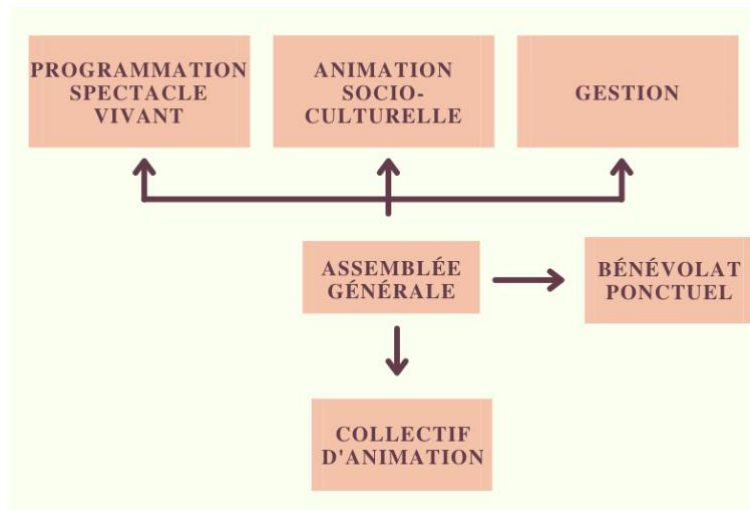 PROGRAMMATION
SPECTACLE
VIVANT
ANIMATION
SOCIO-
CULTURELLE
GESTION
ASSEMBLÉE
GÉNÉRALE
BÉNÉVOLAT
PONCTUEL
COLLECTIF
D'ANIMATION